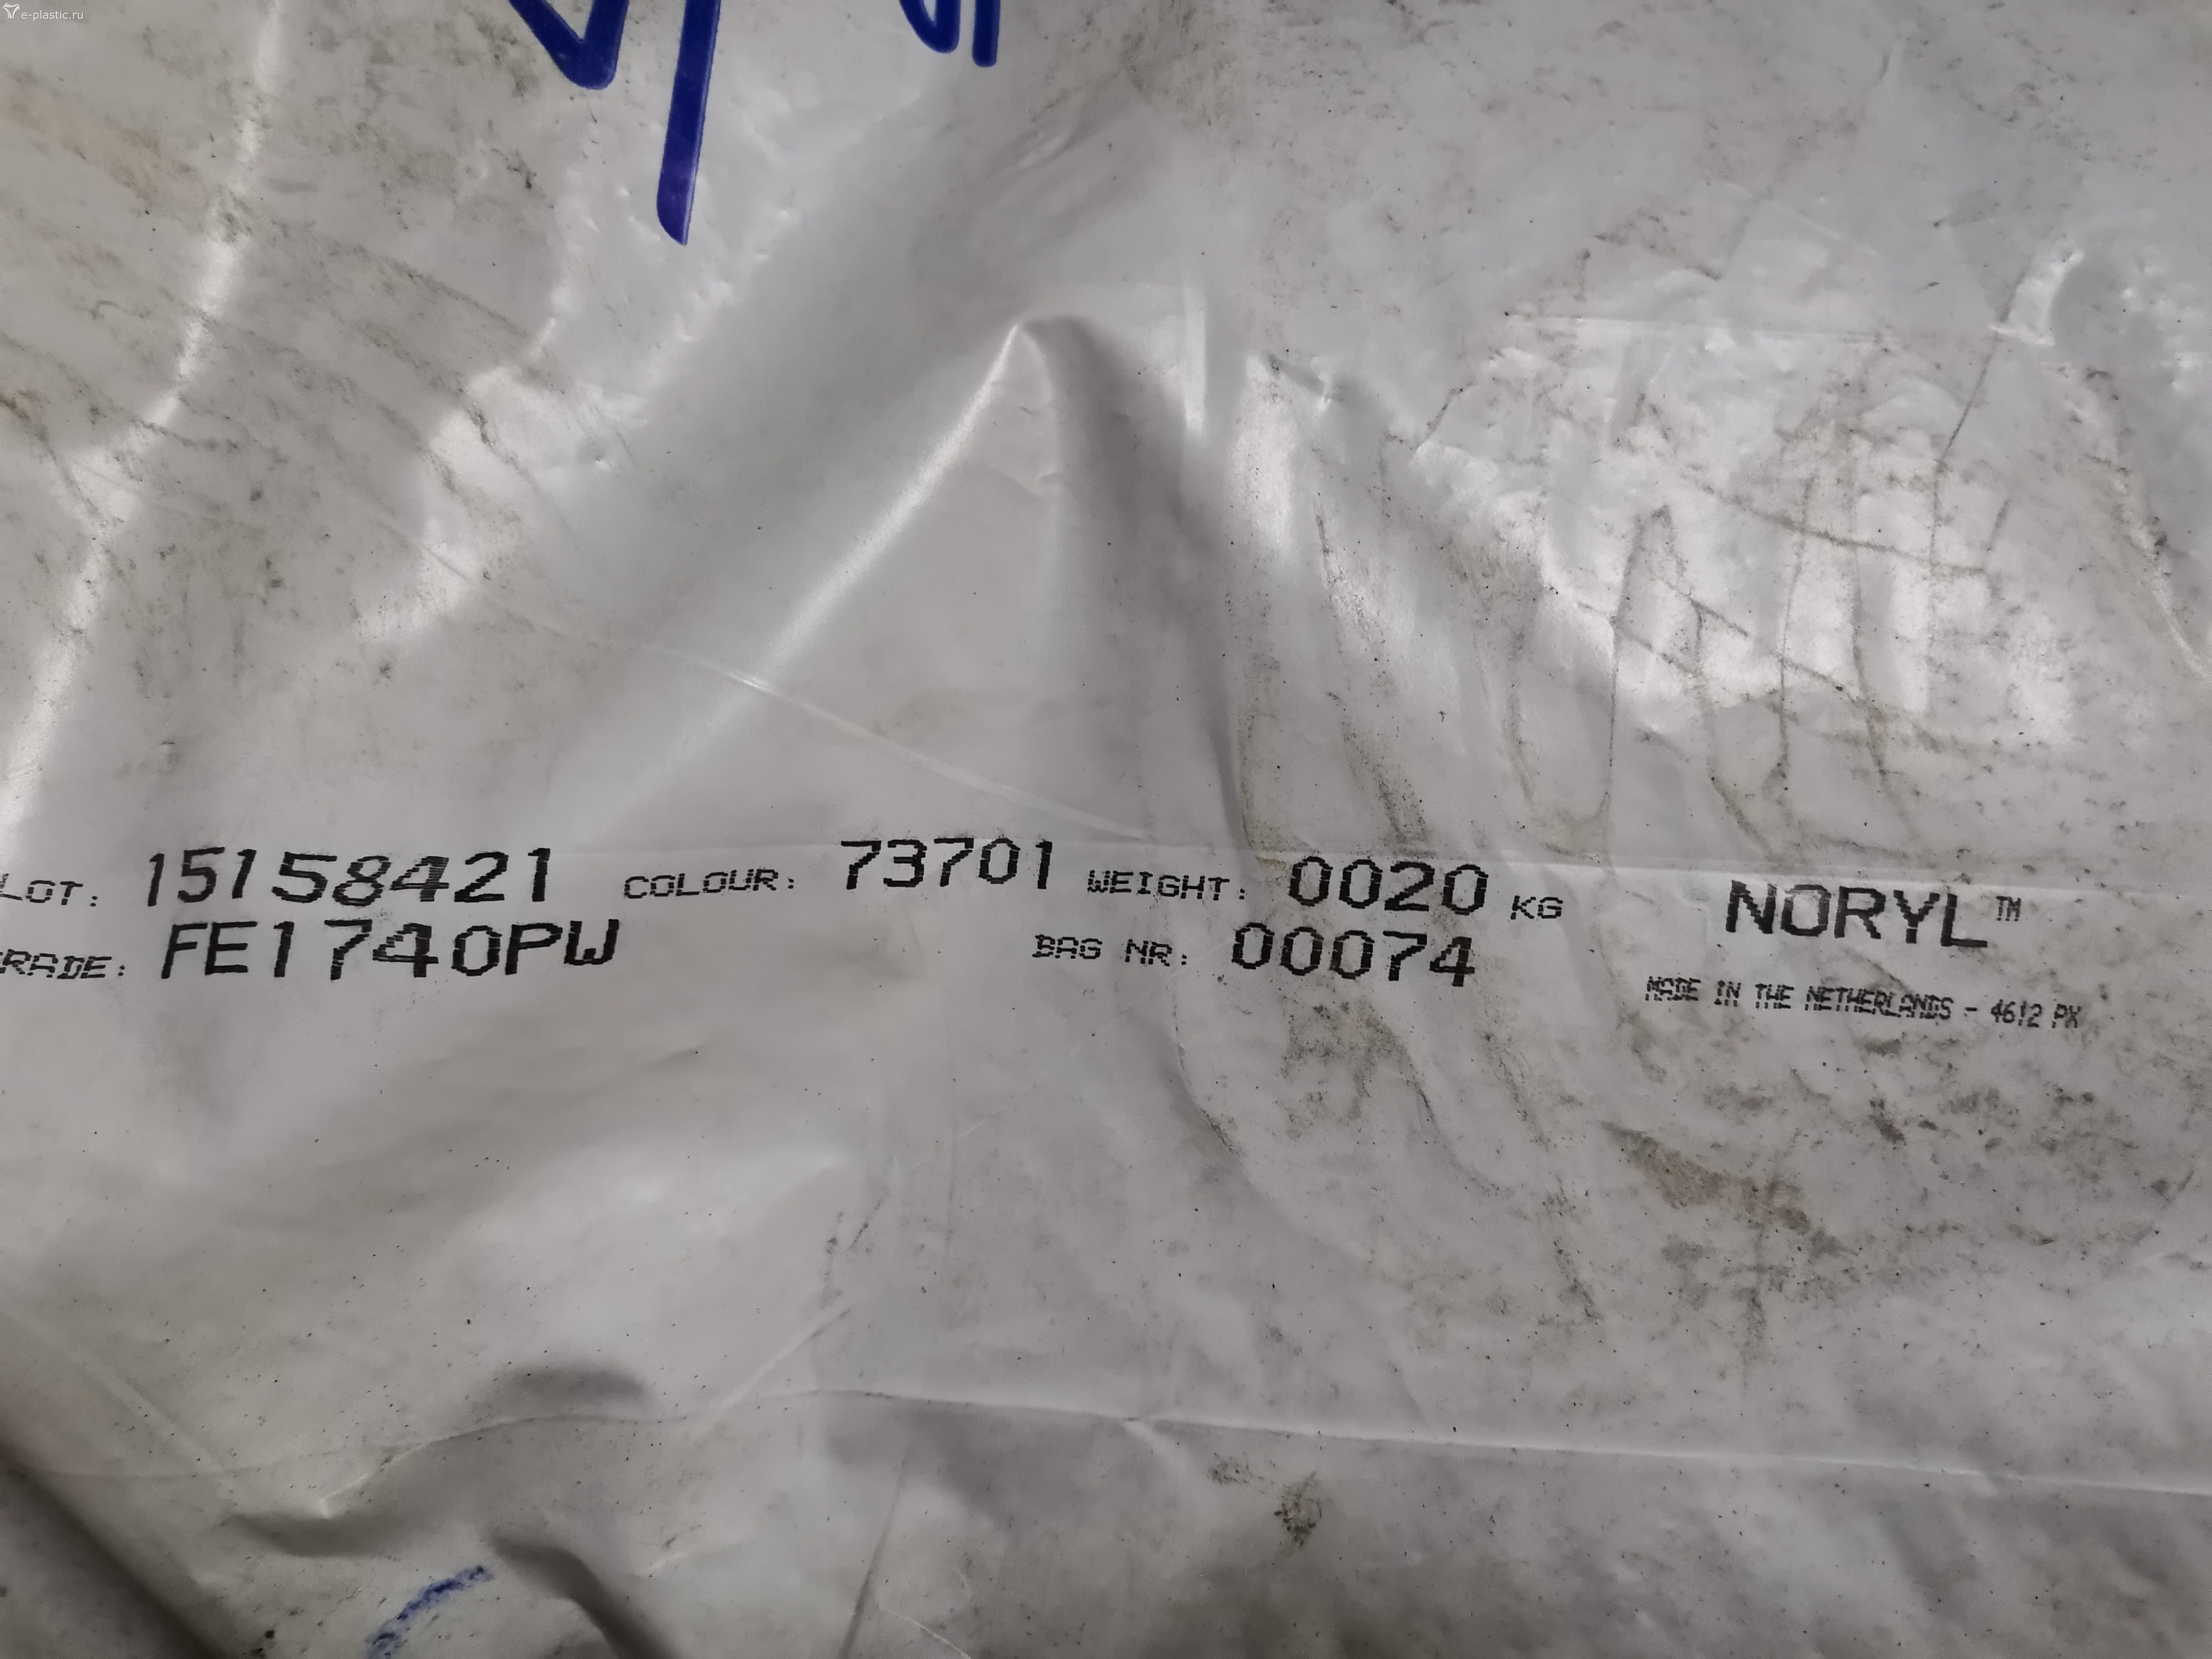 e-plastic.ru
LOT: 15158421 COLOUR: 73701 WEIGHT: 0020 KG NORYL™
RADE: FE1740PW BAG NR: 00074
MADE IN THE NETHERLANDS - 4612 PX